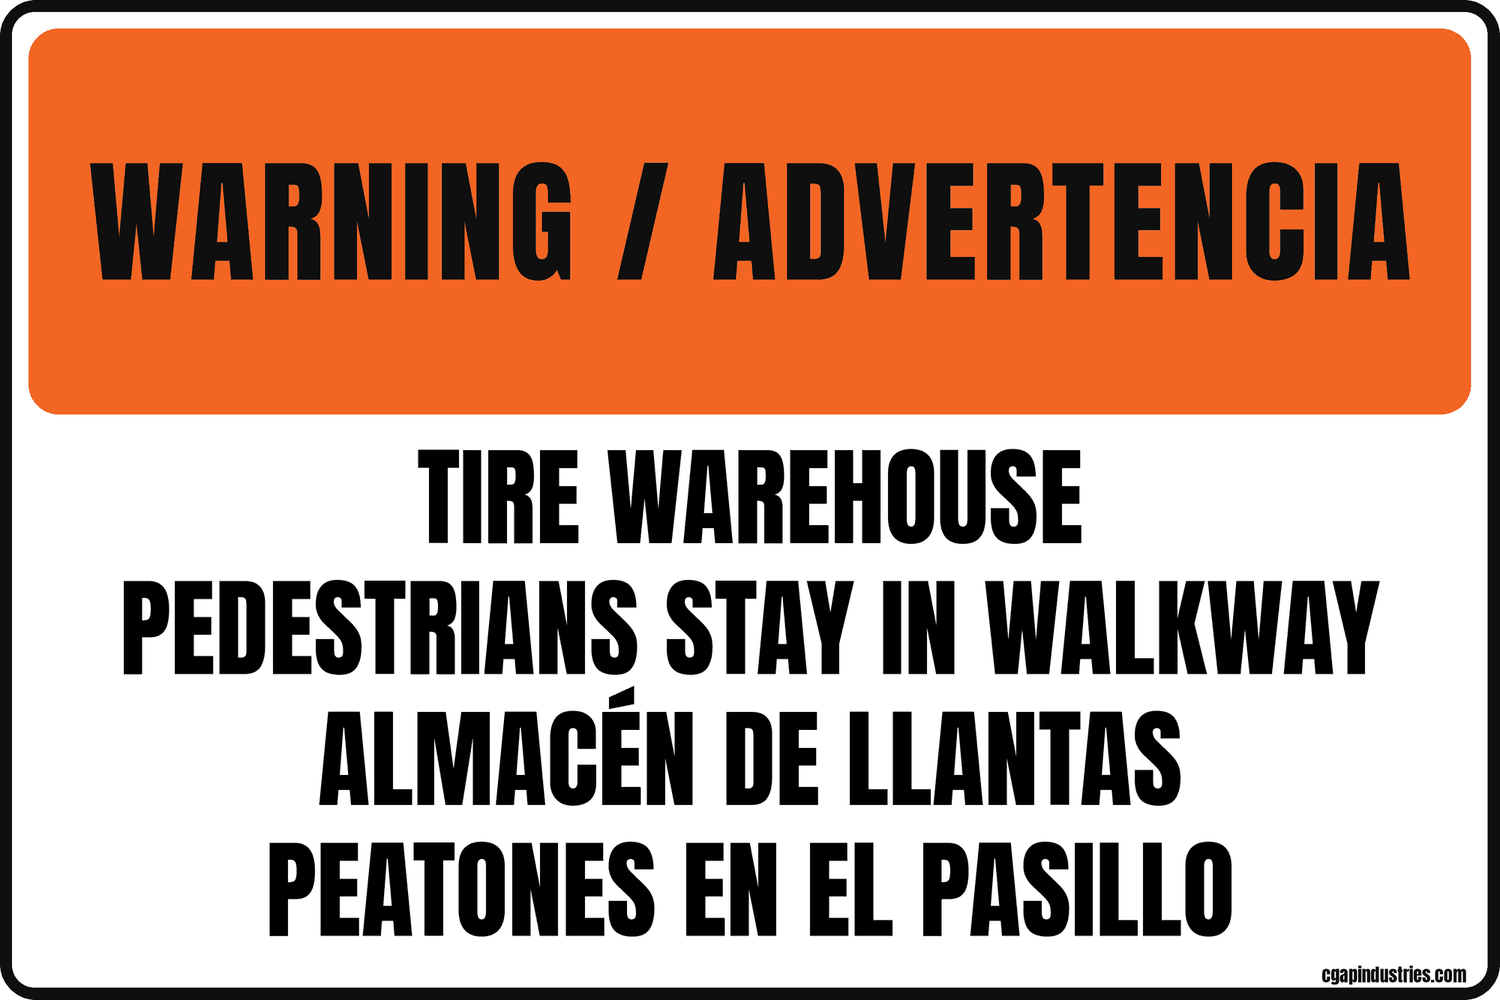 WARNING / ADVERTENCIA
TIRE WAREHOUSE
PEDESTRIANS STAY IN WALKWAY
ALMACÉN DE LLANTAS
PEATONES EN EL PASILLO
cgapindustries.com